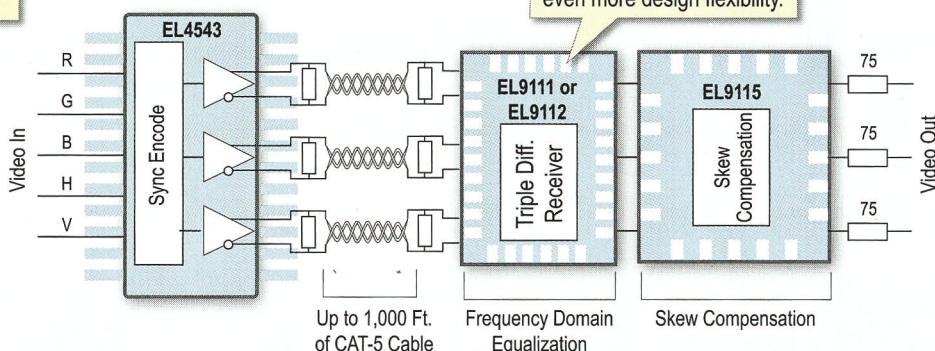 even more design flexibility.
EL4543
R
G
B
H
V
Video In
Sync Encode
EL9111 or
EL9112
Triple Diff.
Receiver
EL9115
Skew
Compensation
75
75
75
Video Out
Up to 1,000 Ft.
of CAT-5 Cable
Frequency Domain
Equalization
Skew Compensation